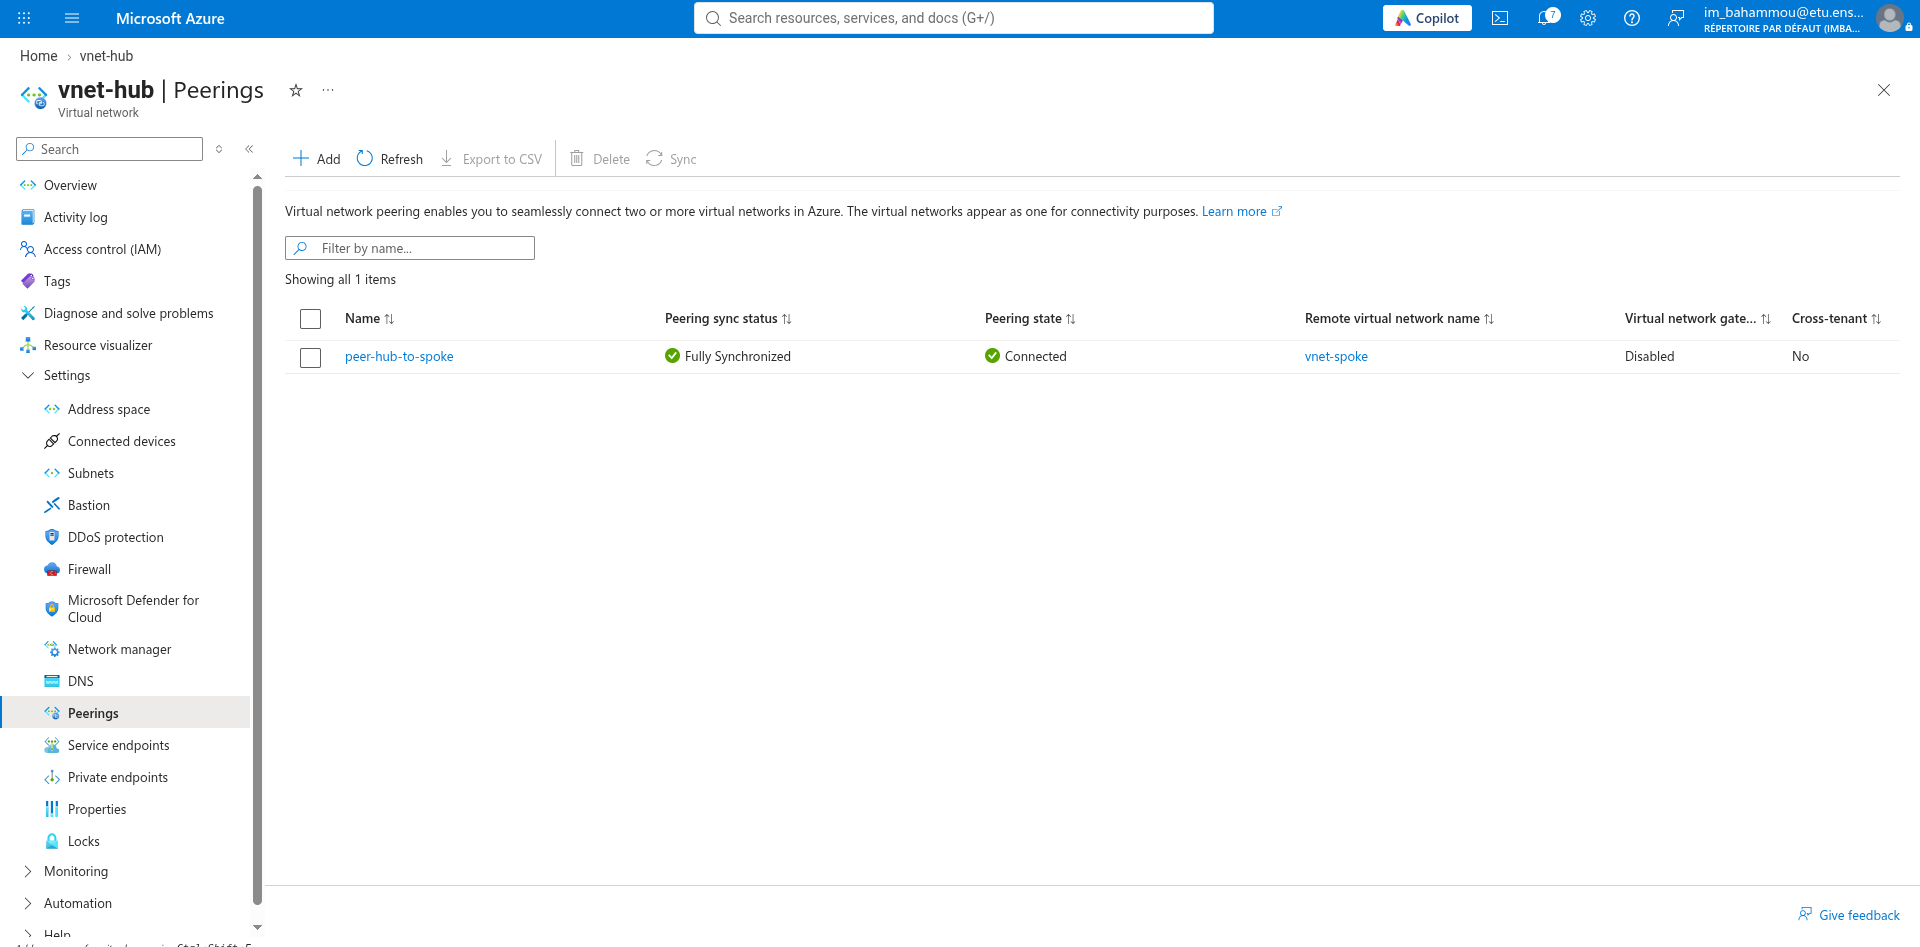 Microsoft Azure
Search resources, services, and docs (G+/)
Copilot
7
im_bahammou@etu.ens...
RÉPERTOIRE PAR DÉFAUT (IMBA...
Home > vnet-hub
vnet-hub | Peerings
Virtual network
Search
Overview
Activity log
Access control (IAM)
Tags
Diagnose and solve problems
Resource visualizer
Settings
Address space
Connected devices
Subnets
Bastion
DDoS protection
Firewall
Microsoft Defender for
Cloud
Network manager
DNS
Peerings
Service endpoints
Private endpoints
Properties
Locks
Monitoring
Automation
Help
Add Refresh Export to CSV Delete Sync
Virtual network peering enables you to seamlessly connect two or more virtual networks in Azure. The virtual networks appear as one for connectivity purposes. Learn more
Filter by name...
Showing all 1 items
Name Peering sync status Peering state Remote virtual network name Virtual network gate... Cross-tenant
peer-hub-to-spoke Fully Synchronized Connected vnet-spoke Disabled No
Give feedback